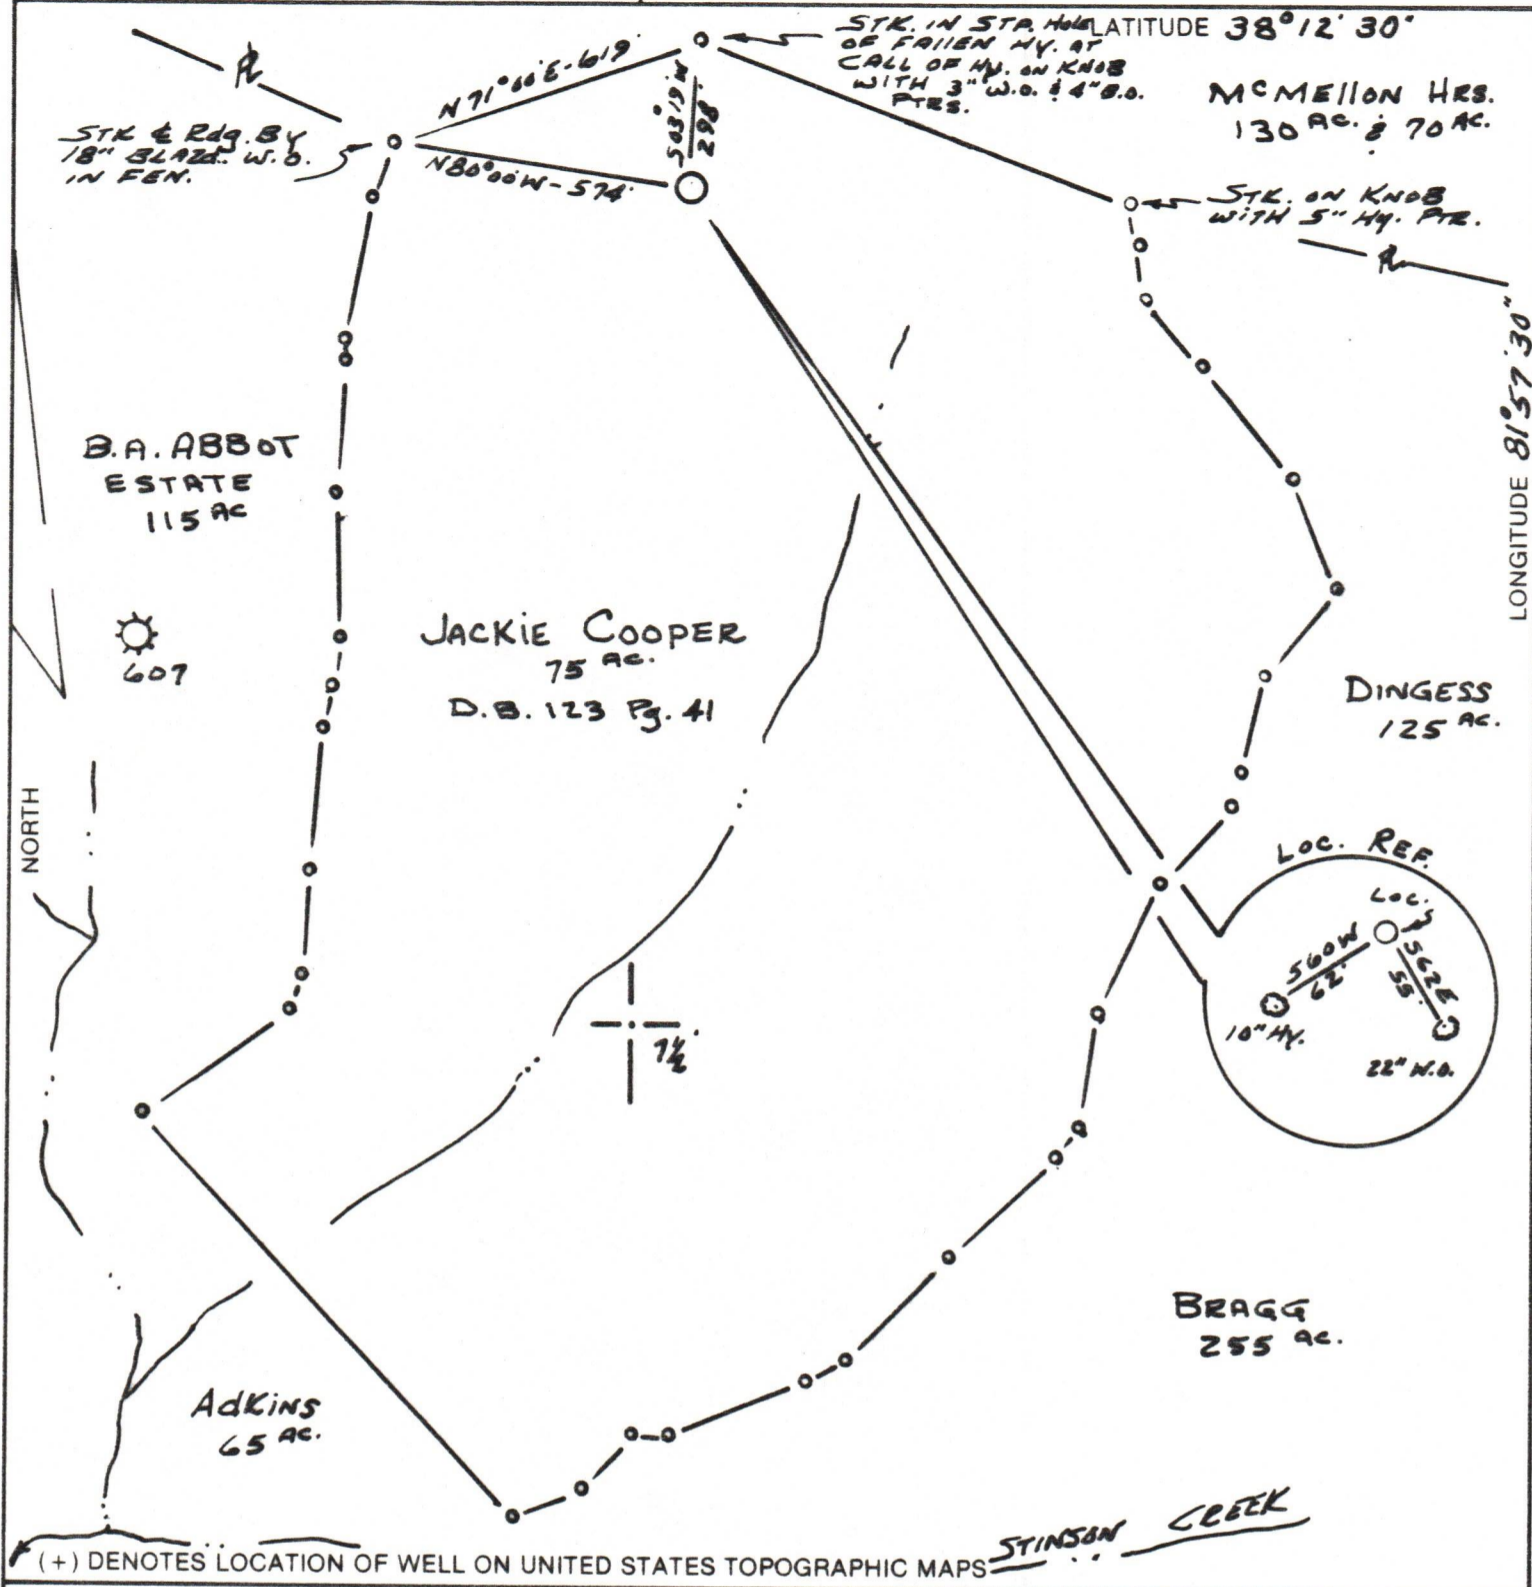 LATITUDE 38°12'30"
STK. IN STP. HOLE
OF FALLEN HY. AT
CALL OF HY. ON KNOB
WITH 3" W.O. & 4" B.O.
PTRS.
McMELLON HRS.
130 AC. & 70 AC.
PL
N71°00'E-619'
S03°19'W
298'
N80°00'W-574'
STK & Rdg. BY
18" BLAZd. W.O.
IN FEN.
STK. ON KNOB
WITH 5" HY. PTR.
PL
LONGITUDE 81°57'30"
B.A. ABBOT
ESTATE
115 AC
607
JACKIE COOPER
75 AC.
D.B. 123 Pg. 41
DINGESS
125 AC.
NORTH
LOC. REF.
LOC.
S60W
62'
S62E
55'
10" HY.
22" W.O.
7½'
BRAGG
255 AC.
AdKINS
65 AC.
STINSON CREEK
(+) DENOTES LOCATION OF WELL ON UNITED STATES TOPOGRAPHIC MAPS